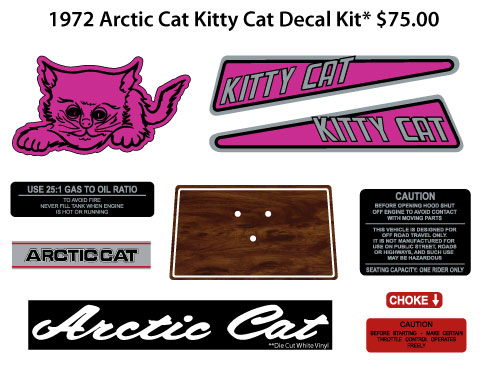 1972 Arctic Cat Kitty Cat Decal Kit* $75.00
KITTY CAT
KITTY CAT
USE 25:1 GAS TO OIL RATIO
TO AVOID FIRE
NEVER FILL TANK WHEN ENGINE
IS HOT OR RUNNING
ARCTIC CAT
CAUTION
BEFORE OPENING HOOD SHUT
OFF ENGINE TO AVOID CONTACT
WITH MOVING PARTS
THIS VEHICLE IS DESIGNED FOR
OFF ROAD TRAVEL ONLY.
IT IS NOT MANUFACTURED FOR
USE ON PUBLIC STREET, ROADS
OR HIGHWAYS, AND SUCH USE
MAY BE HAZARDOUS
SEATING CAPACITY: ONE RIDER ONLY
Arctic Cat
**Die Cut White Vinyl
CHOKE ↓
CAUTION
BEFORE STARTING - MAKE CERTAIN
THROTTLE CONTROL OPERATES
FREELY